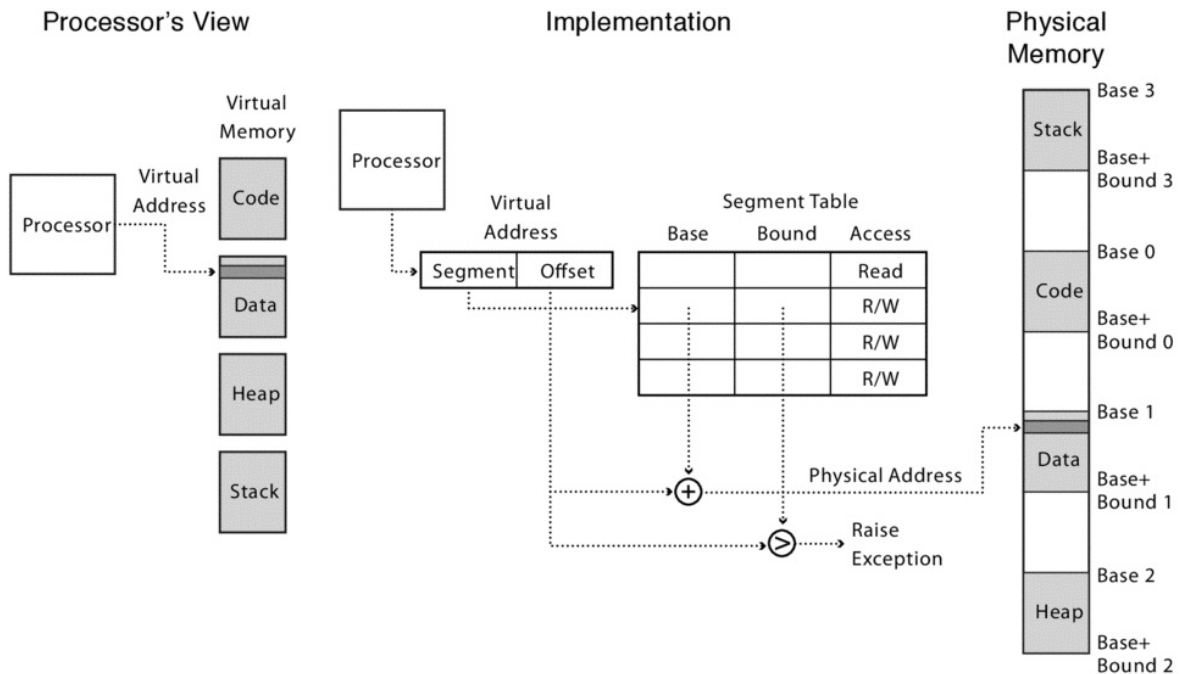 Processor's View
Implementation
Physical
Memory
Virtual
Memory
Processor
Virtual
Address
Code
Data
Heap
Stack
Processor
Virtual
Address
Segment
Offset
Segment Table
Base
Bound
Access
Read
R/W
R/W
R/W
+
Physical Address
>
Raise
Exception
Base 3
Stack
Base+
Bound 3
Base 0
Code
Base+
Bound 0
Base 1
Data
Base+
Bound 1
Base 2
Heap
Base+
Bound 2